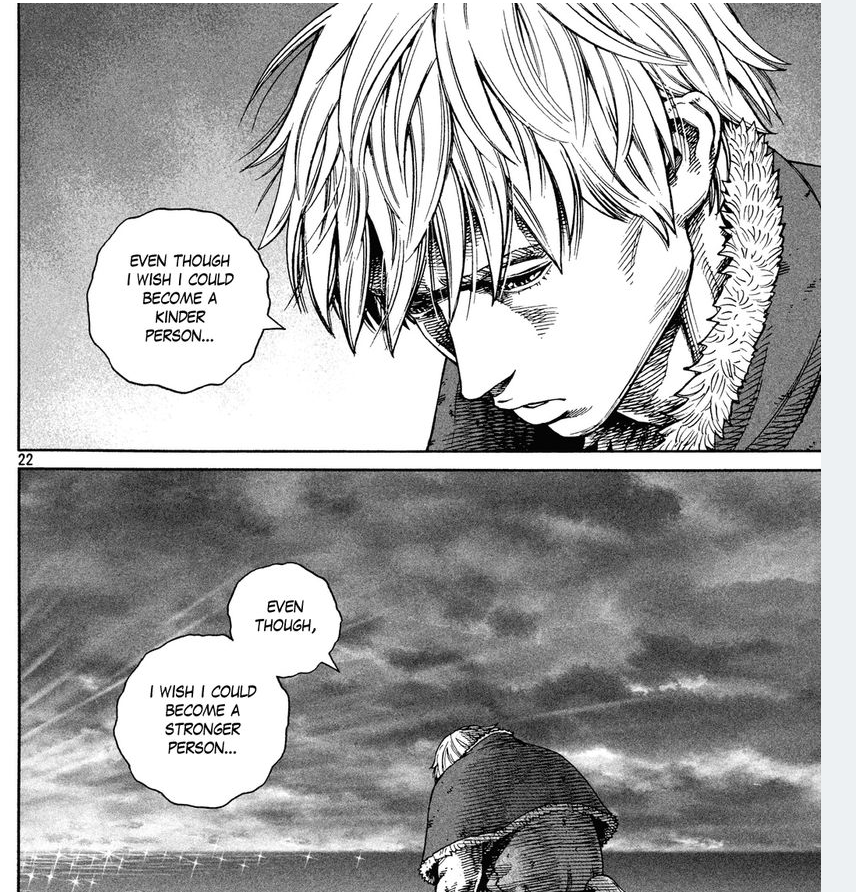 EVEN THOUGH
I WISH I COULD
BECOME A
KINDER
PERSON...
22
EVEN
THOUGH,
I WISH I COULD
BECOME A
STRONGER
PERSON...